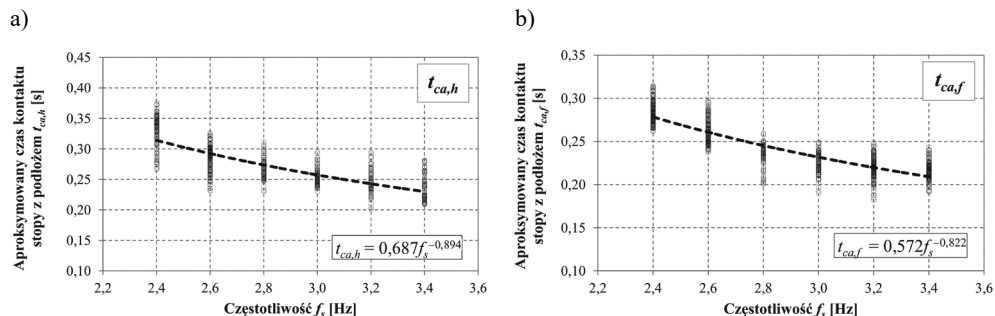 a)
Aproksymowany czas kontaktu
stopy z podłożem t_ca,h [s]
0,45
0,40
0,35
0,30
0,25
0,20
0,15
0,10
2,2 2,4 2,6 2,8 3,0 3,2 3,4 3,6
Częstotliwość f_s [Hz]
t_ca,h
t_ca,h = 0,687f_s^−0,894
b)
Aproksymowany czas kontaktu
stopy z podłożem t_ca,f [s]
0,35
0,30
0,25
0,20
0,15
0,10
2,2 2,4 2,6 2,8 3,0 3,2 3,4 3,6
Częstotliwość f_s [Hz]
t_ca,f
t_ca,f = 0,572f_s^−0,822